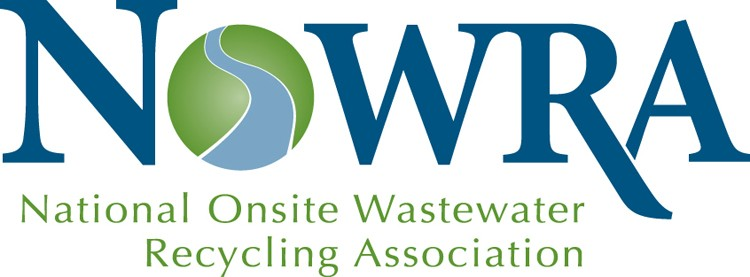 NOWRA
National Onsite Wastewater
Recycling Association